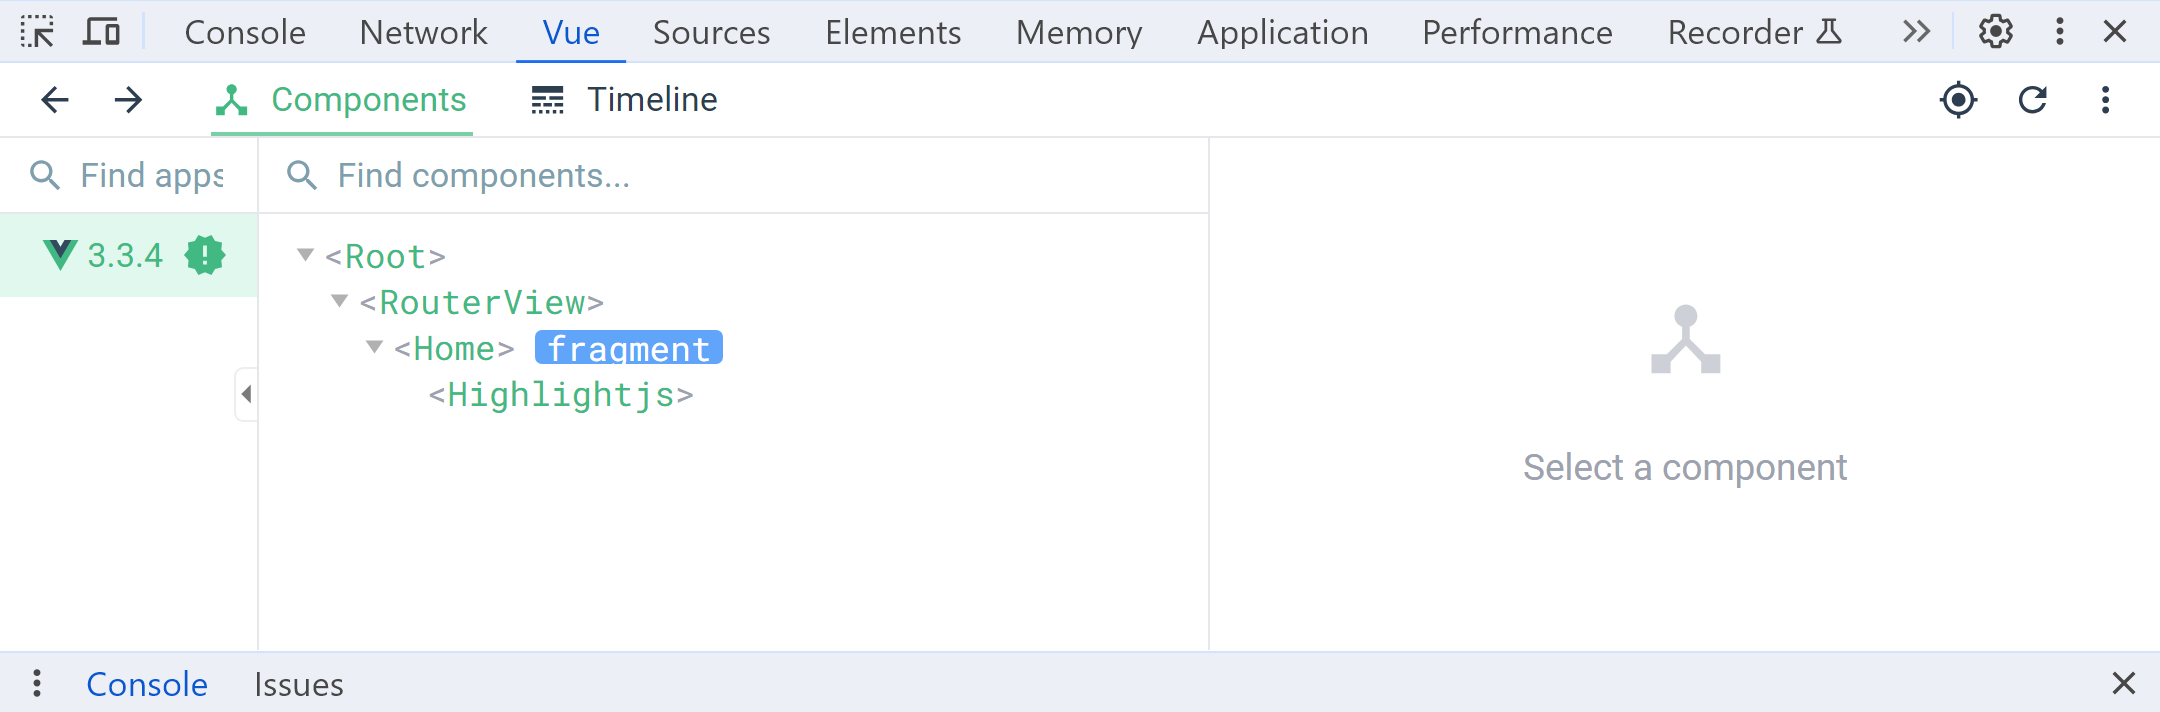 Console Network Vue Sources Elements Memory Application Performance Recorder
Components Timeline
Find apps Find components...
3.3.4
<Root>
<RouterView>
<Home> fragment
<Highlightjs>
Select a component
Console Issues